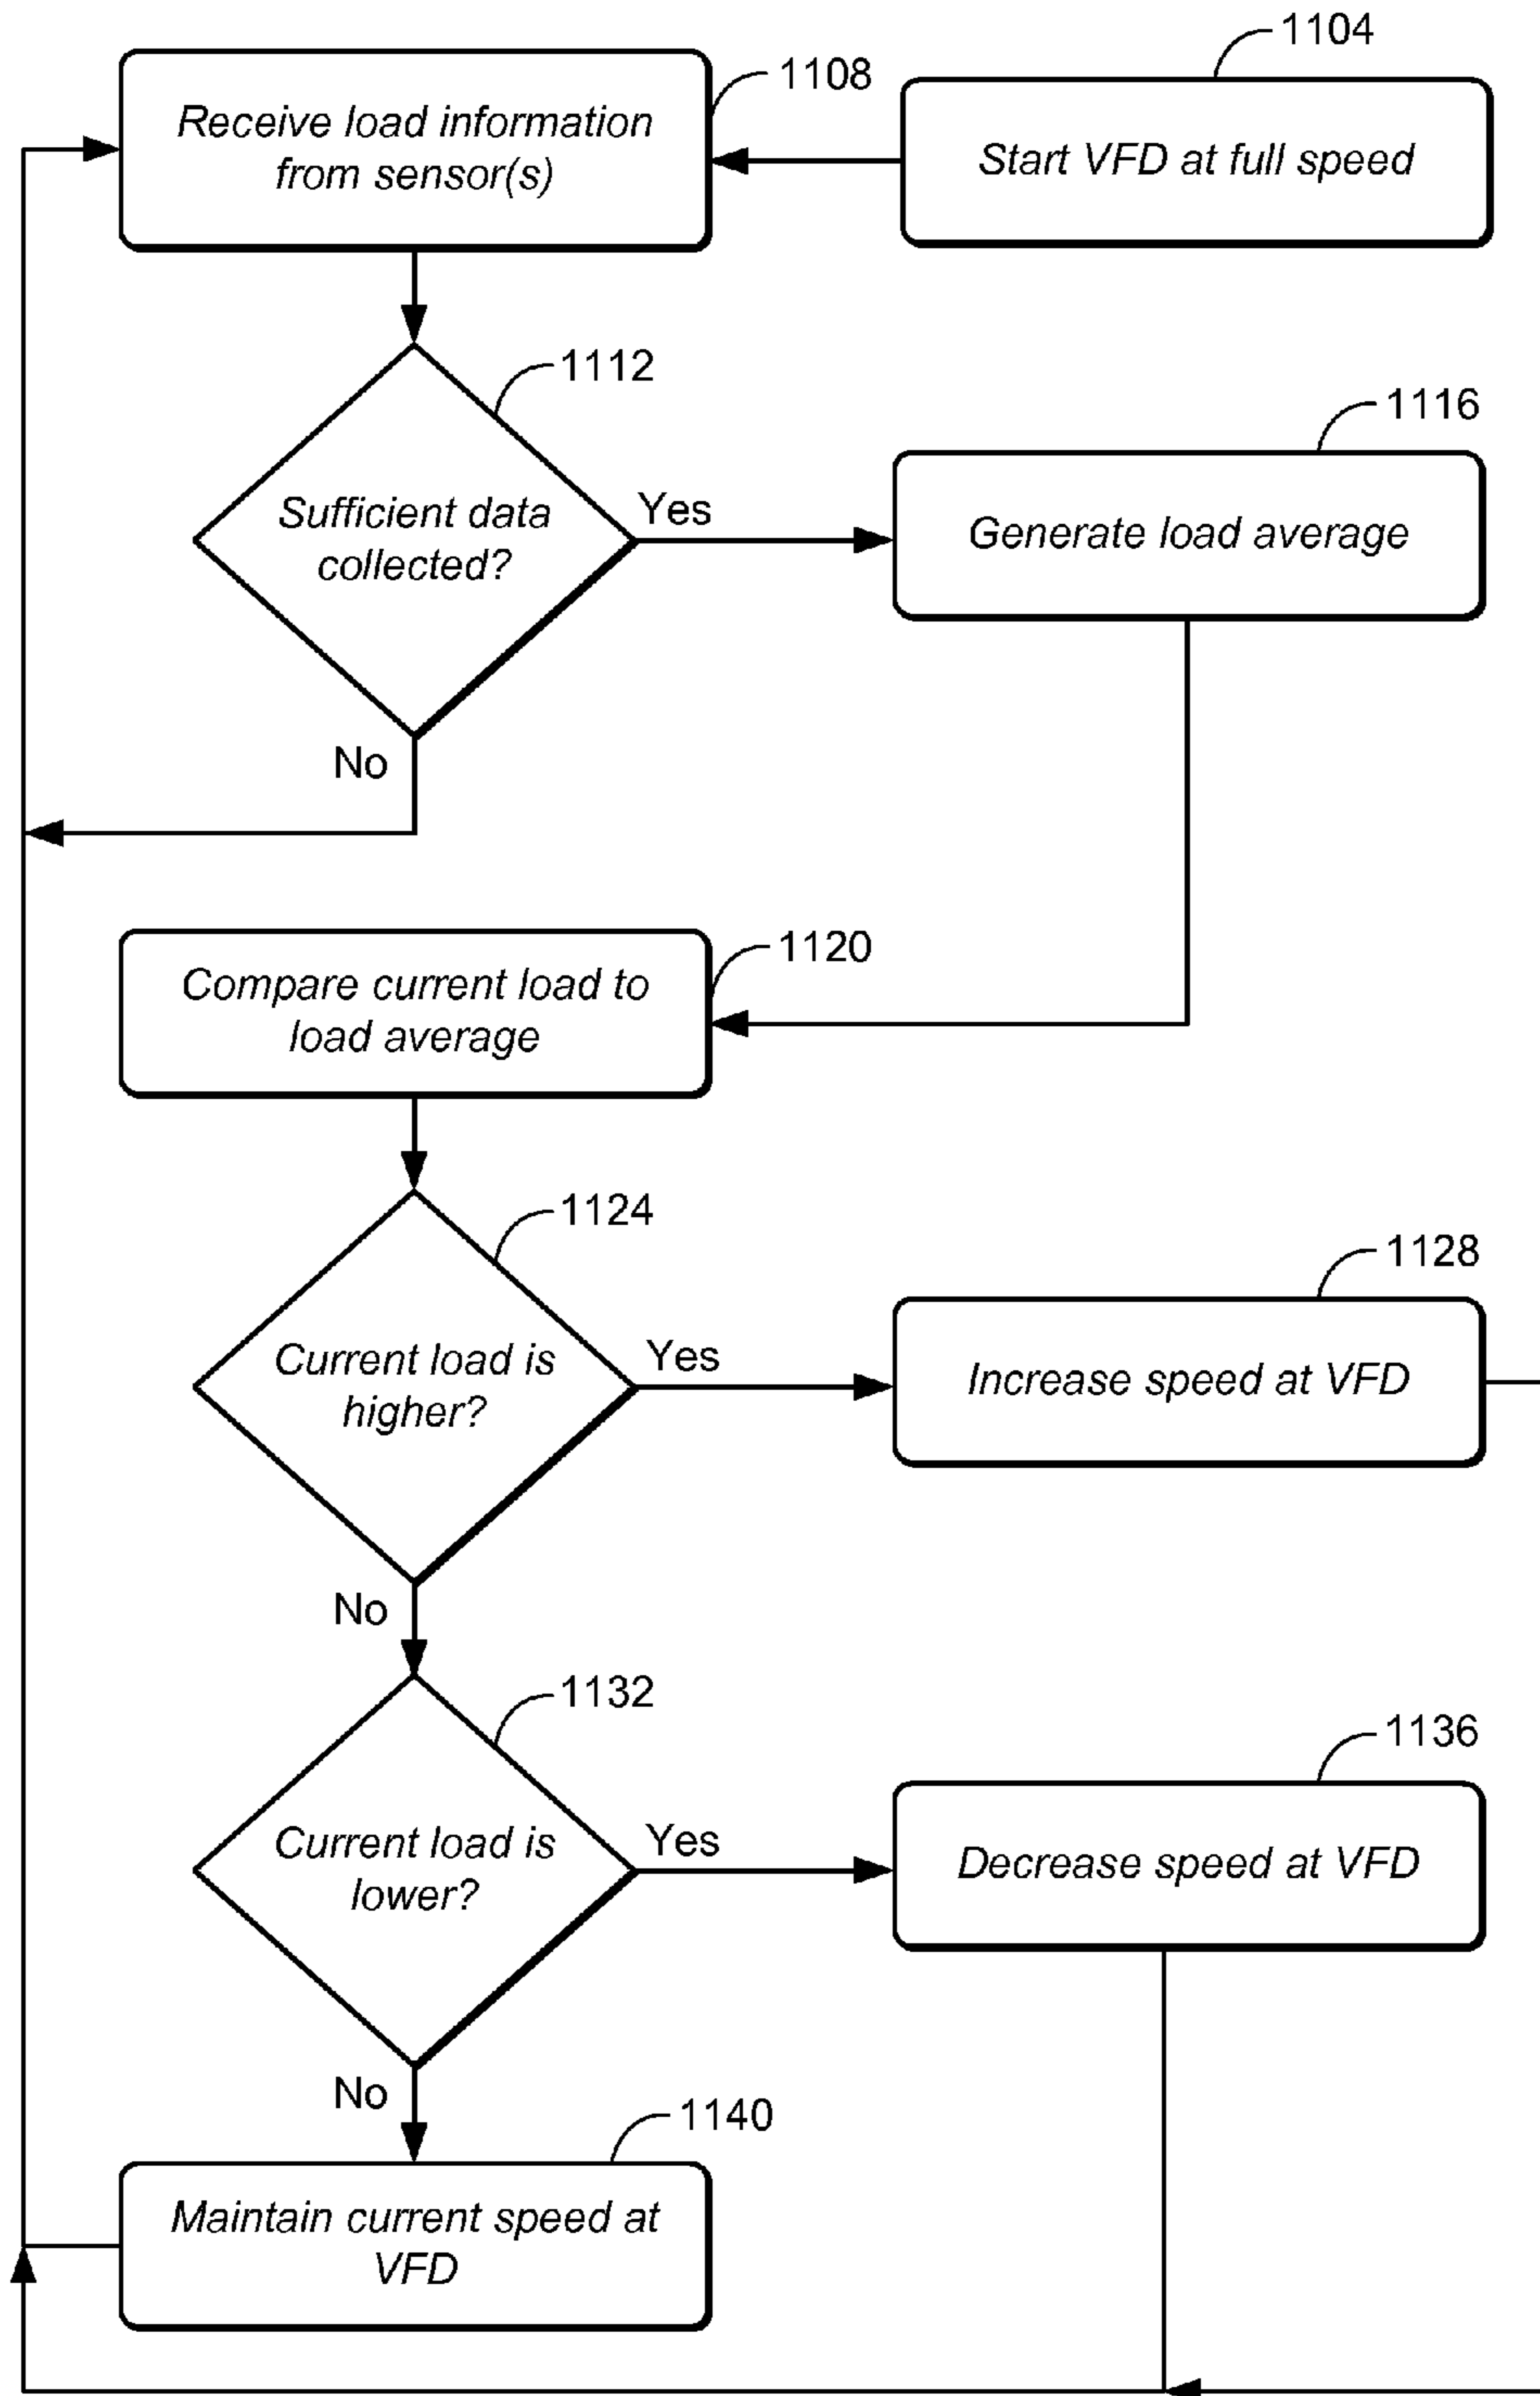 1104
1108
Receive load information
from sensor(s)
Start VFD at full speed
1112
1116
Sufficient data
collected?
Yes
Generate load average
No
1120
Compare current load to
load average
1124
1128
Current load is
higher?
Yes
Increase speed at VFD
No
1132
1136
Current load is
lower?
Yes
Decrease speed at VFD
No
1140
Maintain current speed at
VFD